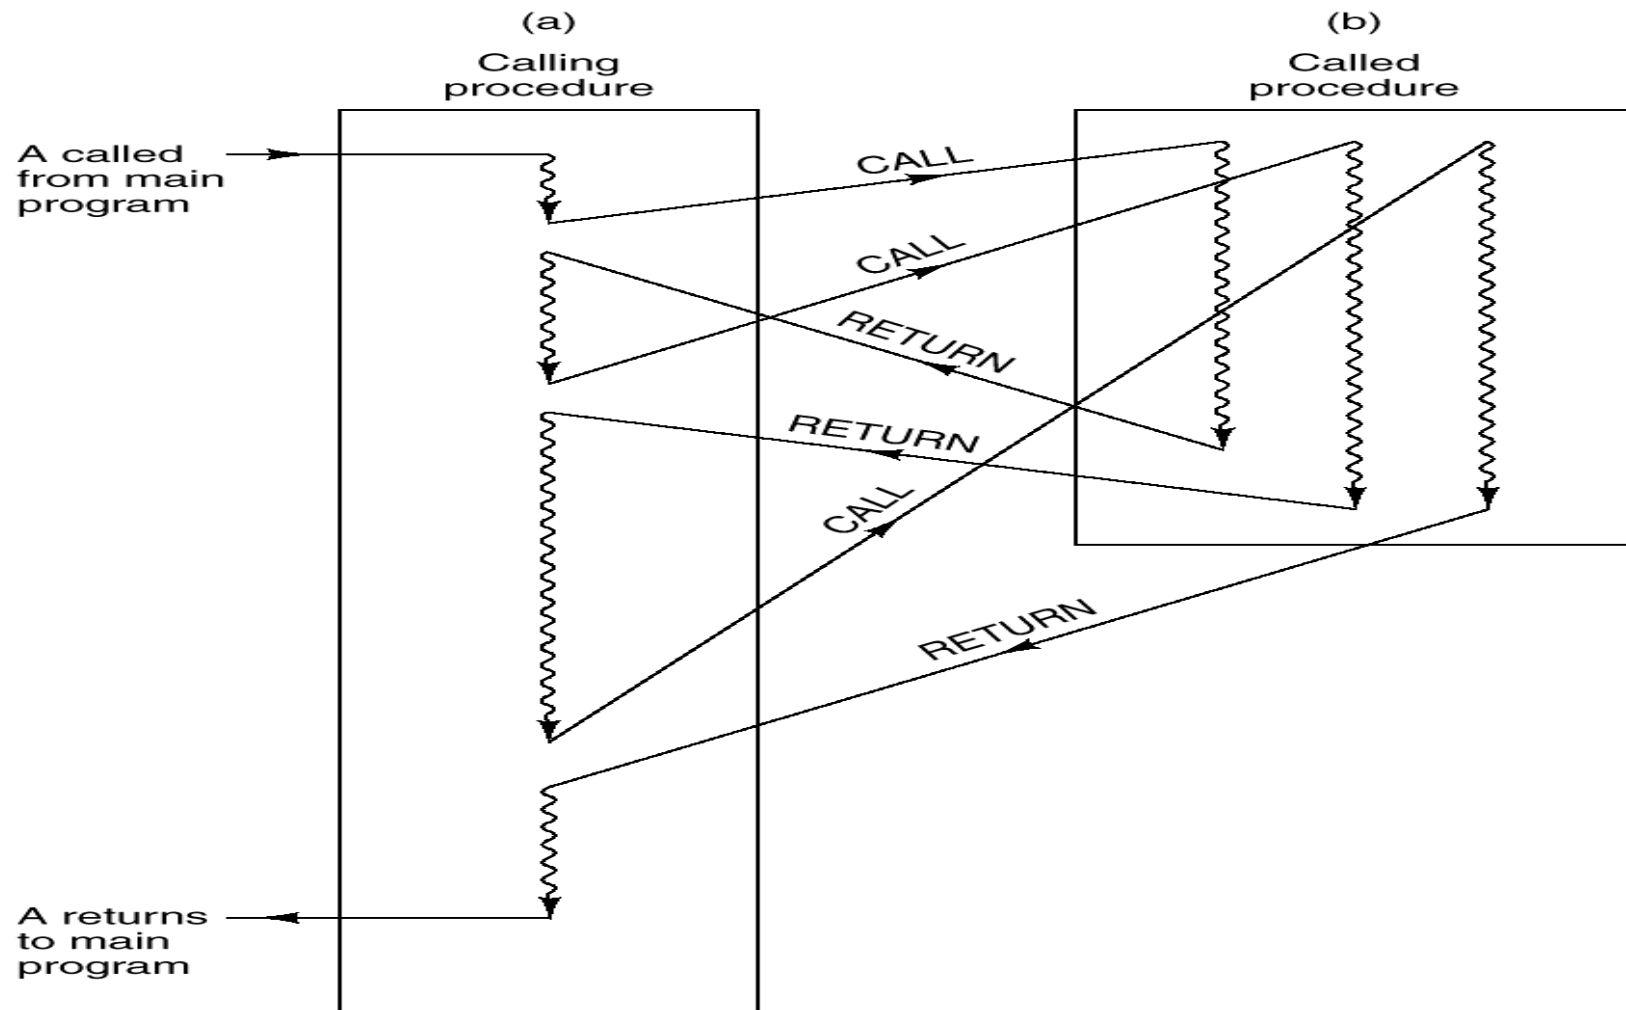 (a)
Calling
procedure
(b)
Called
procedure
A called
from main
program
CALL
CALL
RETURN
RETURN
CALL
RETURN
A returns
to main
program